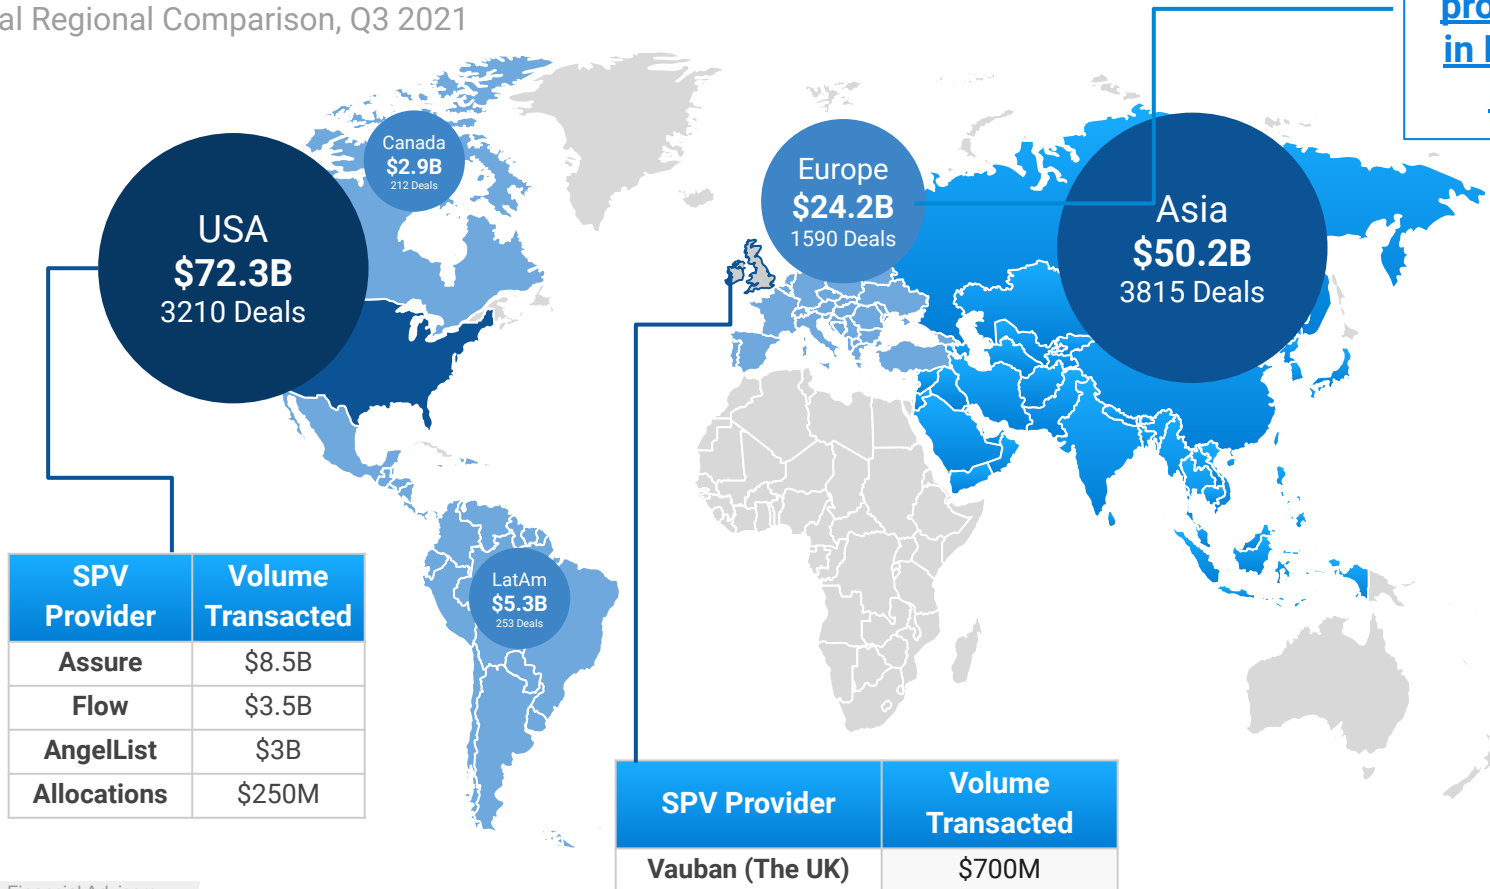 al Regional Comparison, Q3 2021
in
Canada
$2.9B
212 Deals
USA
$72.3B
3210 Deals
Europe
$24.2B
1590 Deals
Asia
$50.2B
3815 Deals
LatAm
$5.3B
253 Deals
SPV Provider
Volume Transacted
Assure
$8.5B
Flow
$3.5B
AngelList
$3B
Allocations
$250M
SPV Provider
Volume Transacted
Vauban (The UK)
$700M